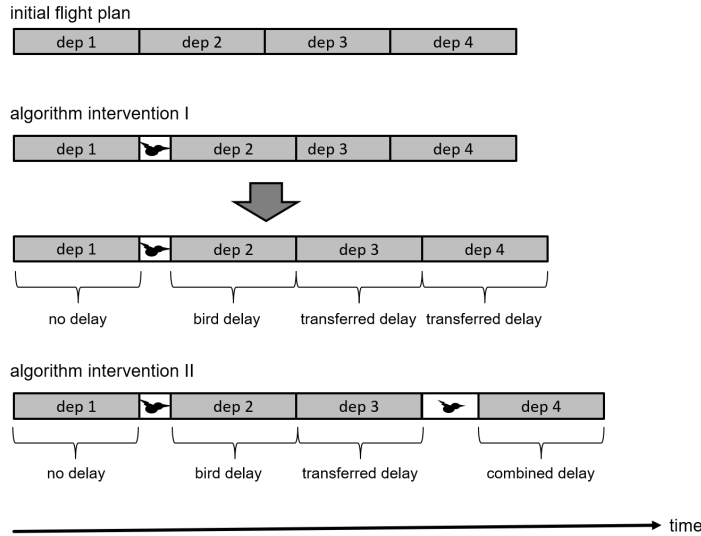 initial flight plan
dep 1 dep 2 dep 3 dep 4
algorithm intervention I
dep 1 dep 2 dep 3 dep 4
dep 1 dep 2 dep 3 dep 4
no delay bird delay transferred delay transferred delay
algorithm intervention II
dep 1 dep 2 dep 3 dep 4
no delay bird delay transferred delay combined delay
time